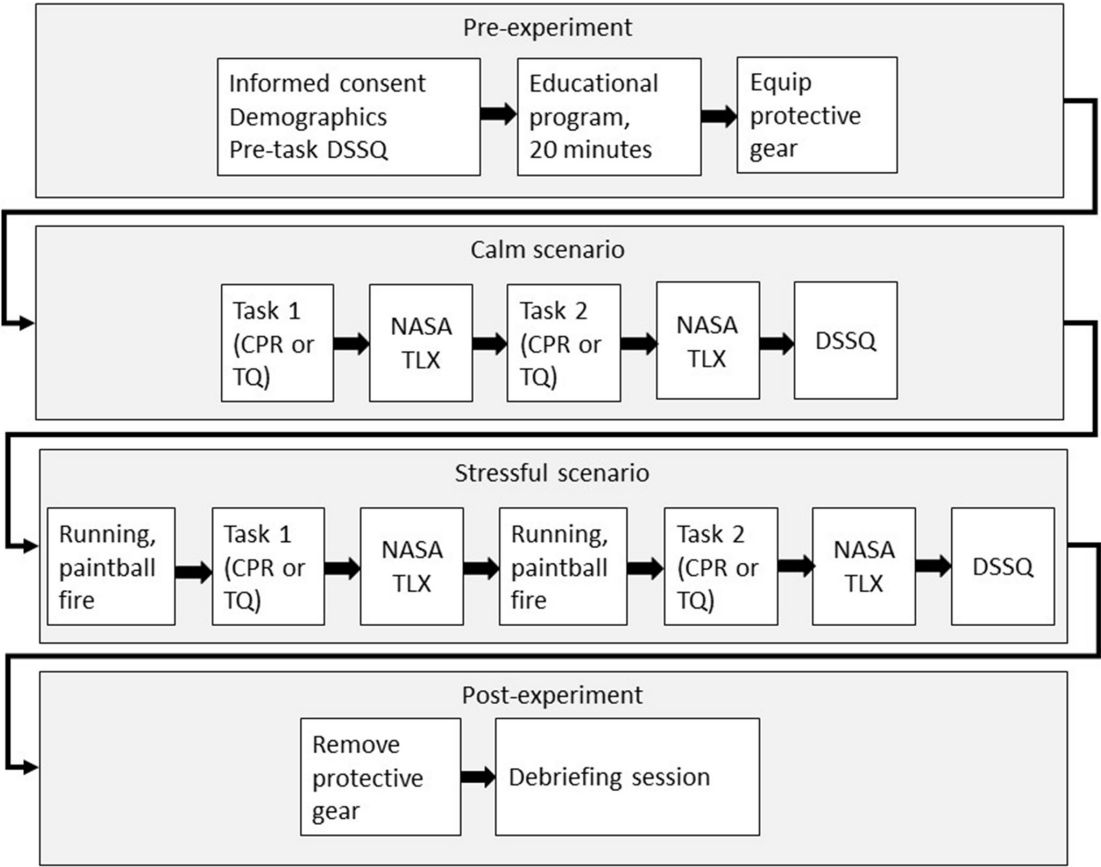 Pre-experiment
Informed consent
Demographics
Pre-task DSSQ
Educational
program,
20 minutes
Equip
protective
gear
Calm scenario
Task 1
(CPR or
TQ)
NASA
TLX
Task 2
(CPR or
TQ)
NASA
TLX
DSSQ
Stressful scenario
Running,
paintball
fire
Task 1
(CPR or
TQ)
NASA
TLX
Running,
paintball
fire
Task 2
(CPR or
TQ)
NASA
TLX
DSSQ
Post-experiment
Remove
protective
gear
Debriefing session